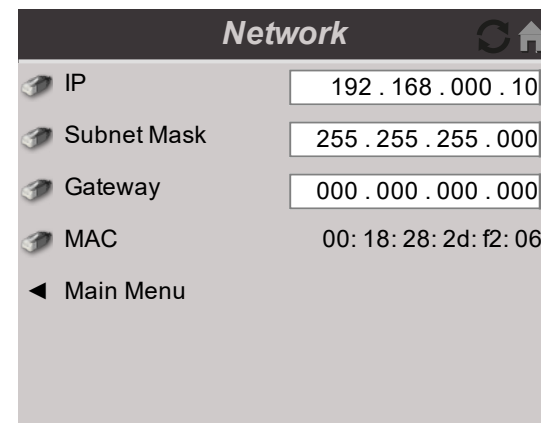 Network
IP 192 . 168 . 000 . 10
Subnet Mask 255 . 255 . 255 . 000
Gateway 000 . 000 . 000 . 000
MAC 00: 18: 28: 2d: f2: 06
◄ Main Menu